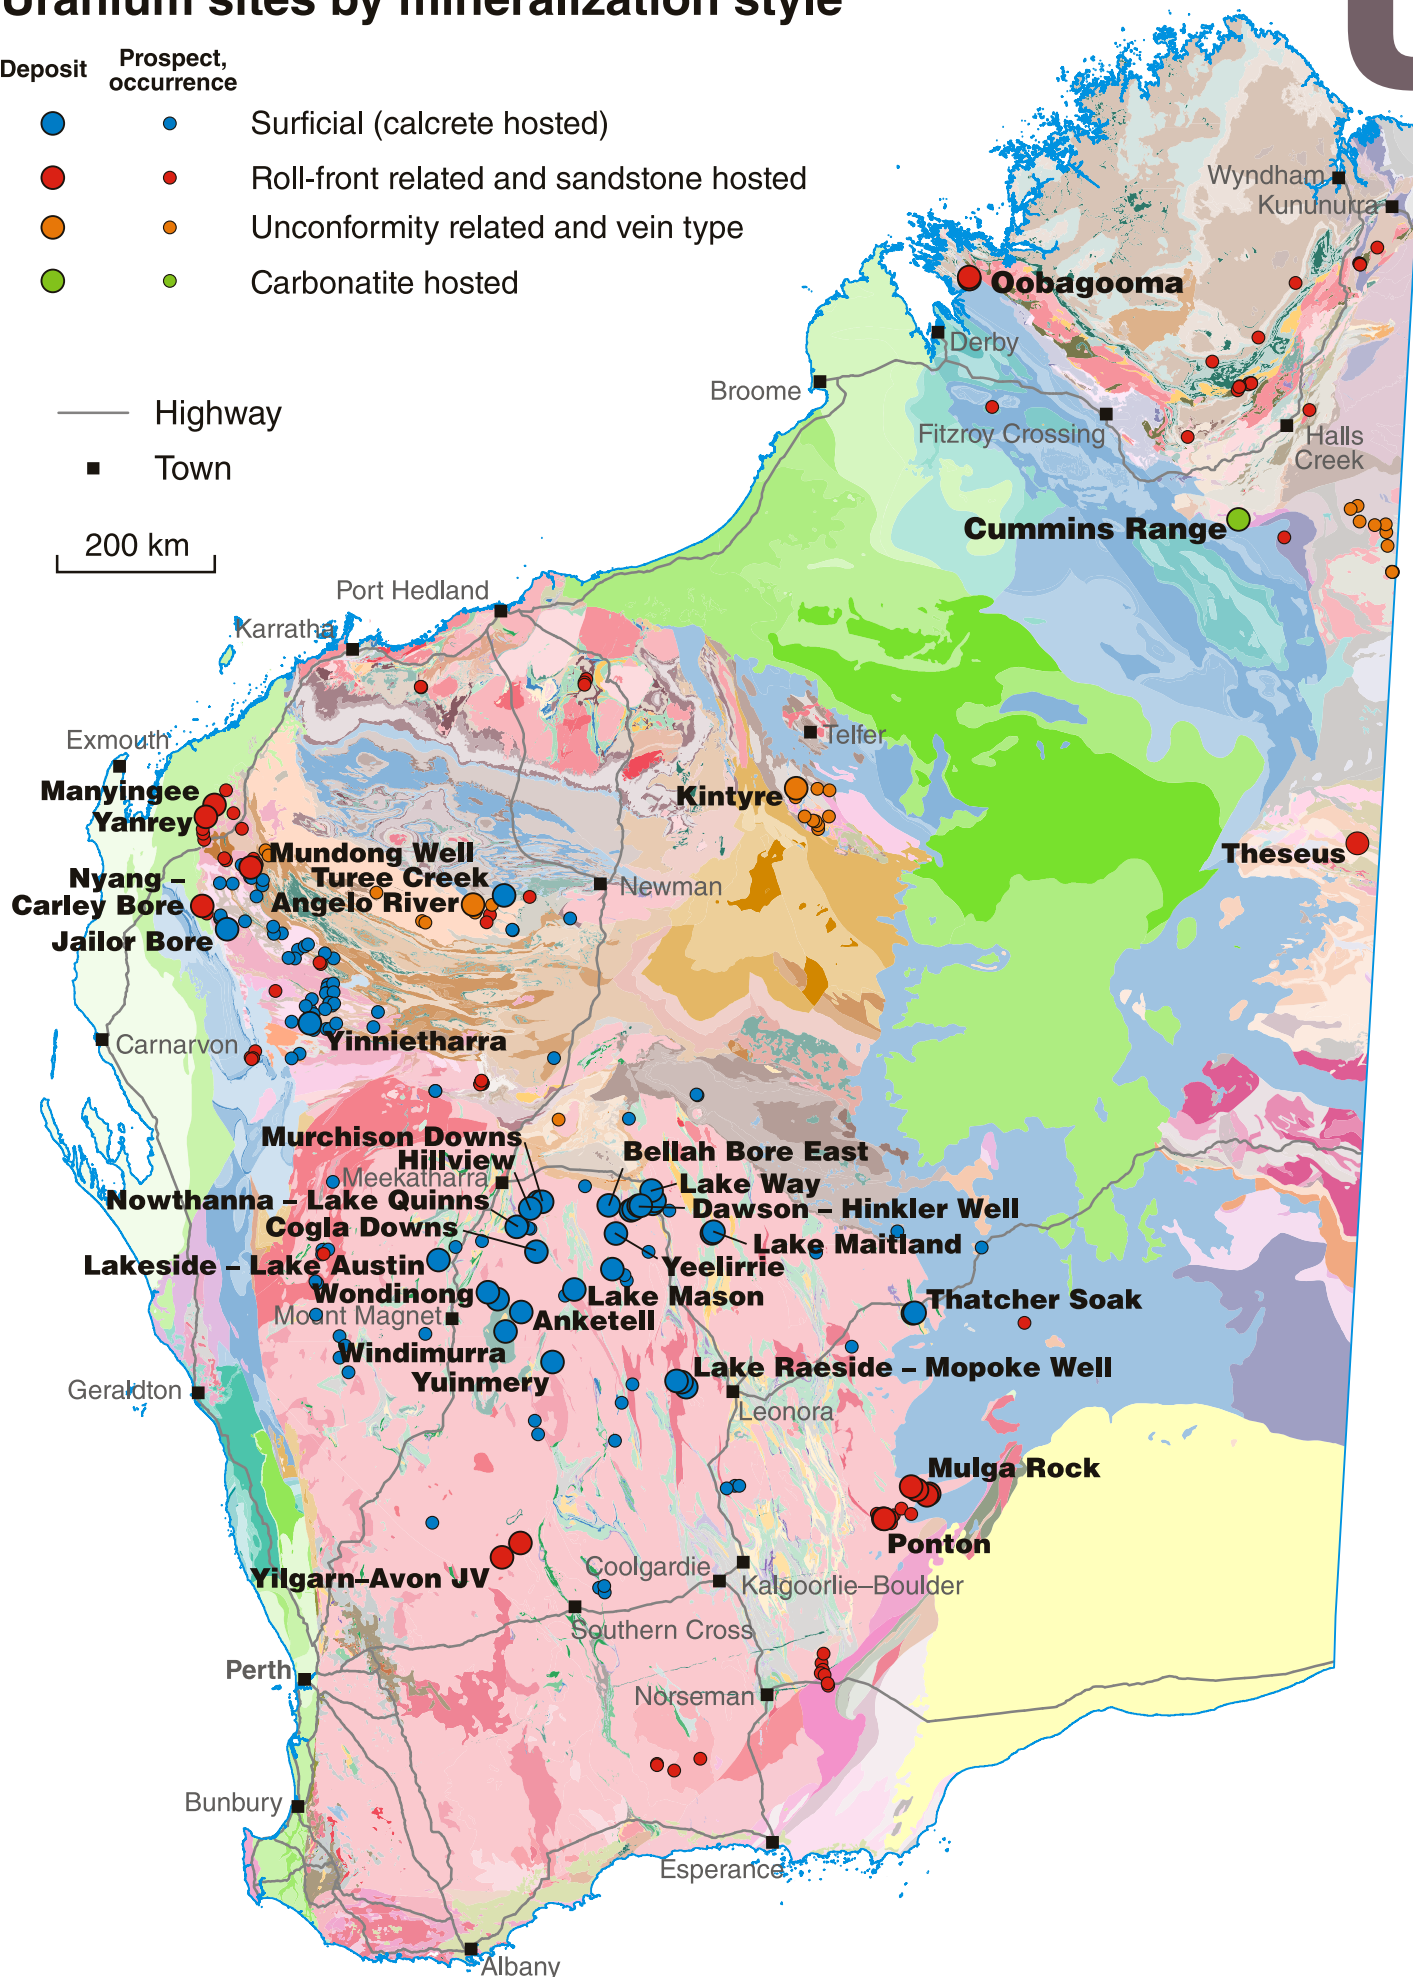 Uranium sites by mineralization style
Deposit
Prospect,
occurrence
Surficial (calcrete hosted)
Roll-front related and sandstone hosted
Unconformity related and vein type
Carbonatite hosted
Highway
Town
200 km
Wyndham
Kununurra
Oobagooma
Derby
Broome
Fitzroy Crossing
Halls
Creek
Cummins Range
Port Hedland
Karratha
Exmouth
Telfer
Manyingee
Kintyre
Yanrey
Theseus
Mundong Well
Nyang –
Carley Bore
Turee Creek
Newman
Angelo River
Jailor Bore
Yinnietharra
Carnarvon
Murchison Downs
Hillview
Bellah Bore East
Meekatharra
Lake Way
Nowthanna – Lake Quinns
Dawson – Hinkler Well
Cogla Downs
Lake Maitland
Lakeside – Lake Austin
Yeelirrie
Wondinong
Lake Mason
Thatcher Soak
Mount Magnet
Anketell
Windimurra
Lake Raeside – Mopoke Well
Yuinmery
Geraldton
Leonora
Mulga Rock
Ponton
Yilgarn–Avon JV
Coolgardie
Kalgoorlie–Boulder
Southern Cross
Perth
Norseman
Bunbury
Esperance
Albany